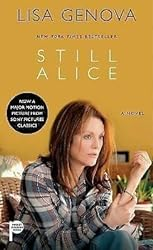 LISA GENOVA
NEW YORK TIMES BESTSELLER
STILL
ALICE
NOW A
MAJOR MOTION
PICTURE FROM
SONY PICTURES
CLASSICS
A NOVEL